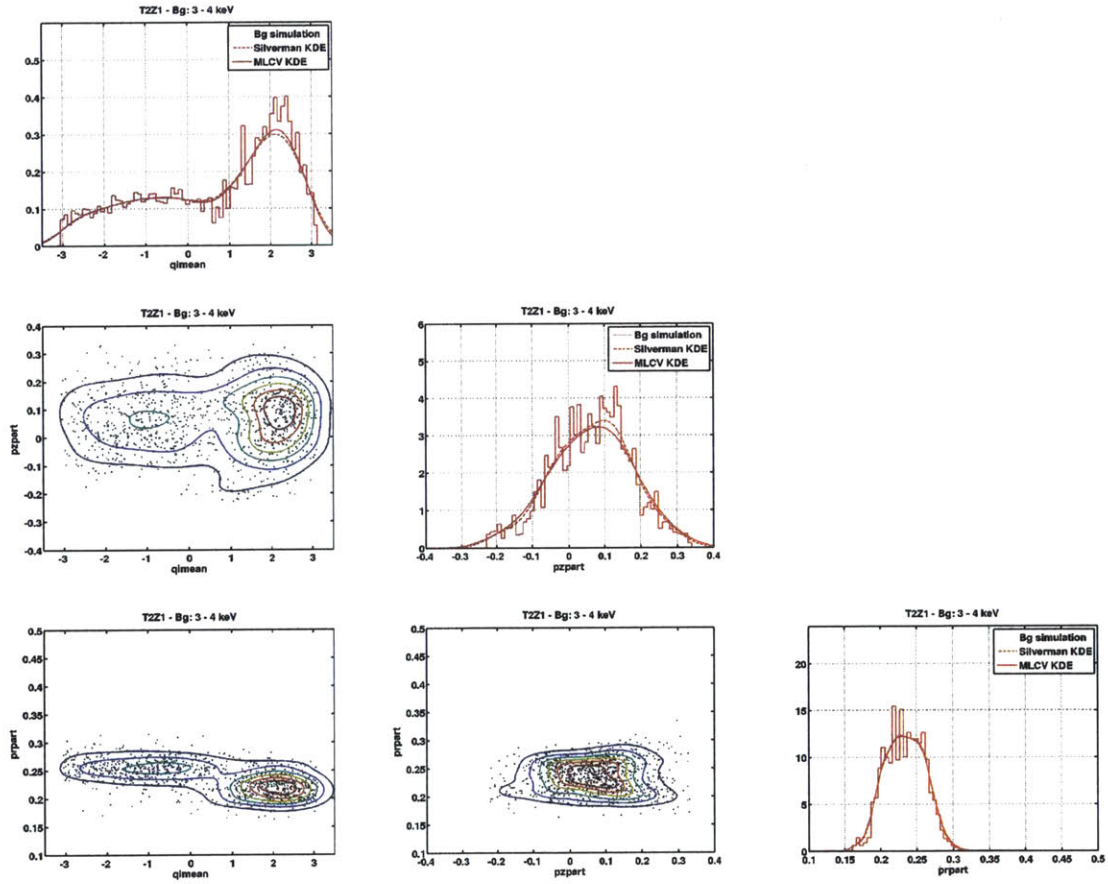 T2Z1 - Bg: 3 - 4 keV
Bg simulation
Silverman KDE
MLCV KDE
0.5
0.4
0.3
0.2
0.1
0
-3 -2 -1 0 1 2 3
qimean
T2Z1 - Bg: 3 - 4 keV
0.4
0.3
0.2
0.1
0
-0.1
-0.2
-0.3
-0.4
pzpart
-3 -2 -1 0 1 2 3
qimean
T2Z1 - Bg: 3 - 4 keV
Bg simulation
Silverman KDE
MLCV KDE
6
5
4
3
2
1
0
-0.4 -0.3 -0.2 -0.1 0 0.1 0.2 0.3 0.4
pzpart
T2Z1 - Bg: 3 - 4 keV
0.5
0.45
0.4
0.35
0.3
0.25
0.2
0.15
0.1
prpart
-3 -2 -1 0 1 2 3
qimean
T2Z1 - Bg: 3 - 4 keV
0.5
0.45
0.4
0.35
0.3
0.25
0.2
0.15
0.1
prpart
-0.4 -0.3 -0.2 -0.1 0 0.1 0.2 0.3 0.4
pzpart
T2Z1 - Bg: 3 - 4 keV
Bg simulation
Silverman KDE
MLCV KDE
20
15
10
5
0
0.1 0.15 0.2 0.25 0.3 0.35 0.4 0.45 0.5
prpart